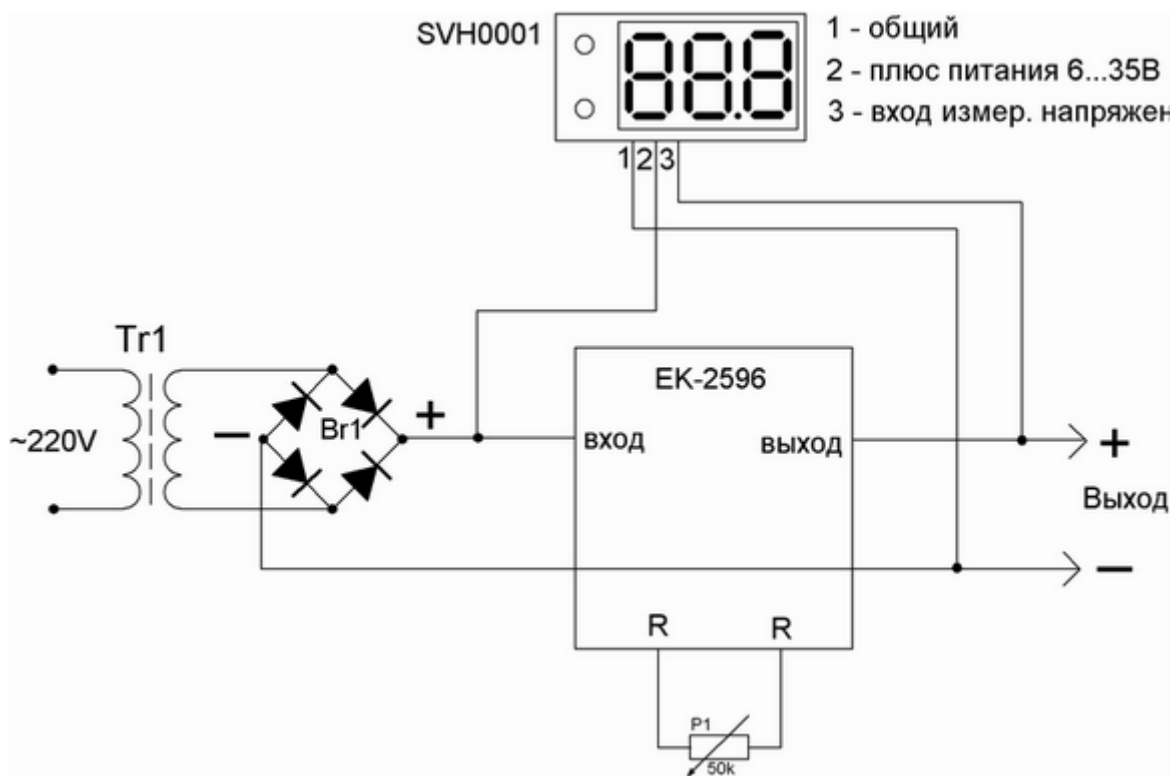 SVH0001
1 - общий
2 - плюс питания 6...35В
3 - вход измер. напряжен
1 2 3
Tr1
~220V
Br1
+
−
EK-2596
вход
выход
+
Выход
−
R
R
P1
50k